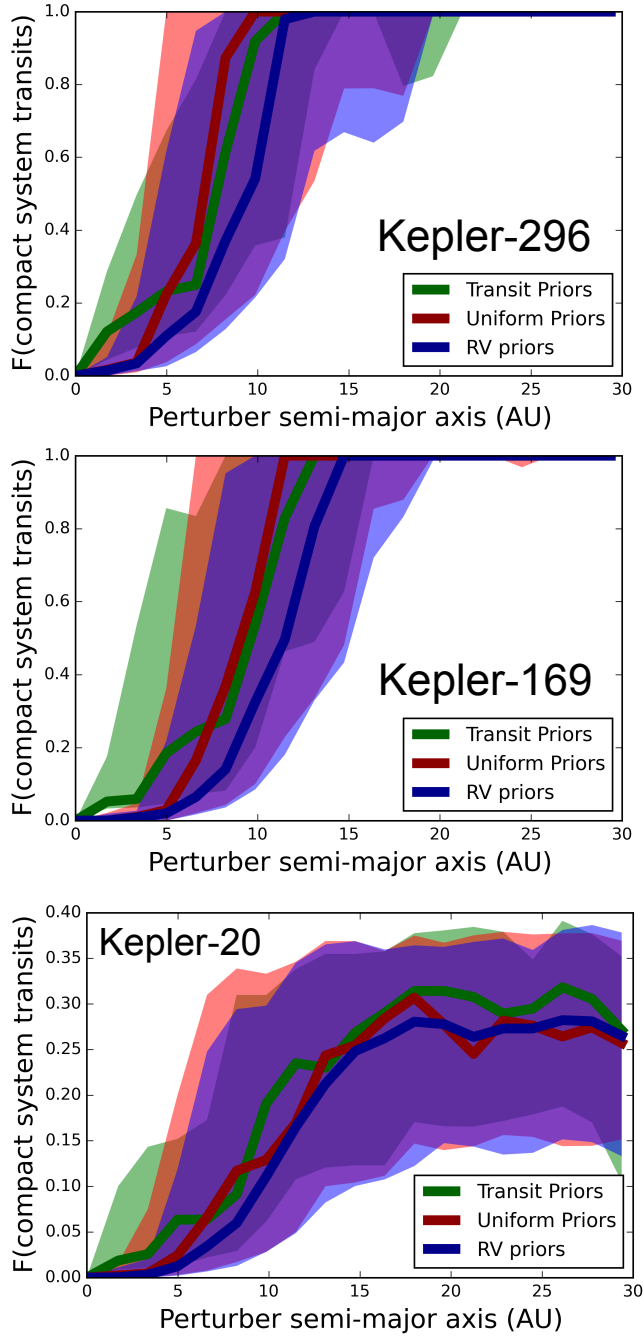 1.0
0.8
0.6
0.4
0.2
0.0
F(compact system transits)
Kepler-296
Transit Priors
Uniform Priors
RV priors
0 5 10 15 20 25 30
Perturber semi-major axis (AU)
1.0
0.8
0.6
0.4
0.2
0.0
F(compact system transits)
Kepler-169
Transit Priors
Uniform Priors
RV priors
0 5 10 15 20 25 30
Perturber semi-major axis (AU)
0.40
0.35
0.30
0.25
0.20
0.15
0.10
0.05
0.00
F(compact system transits)
Kepler-20
Transit Priors
Uniform Priors
RV priors
0 5 10 15 20 25 30
Perturber semi-major axis (AU)